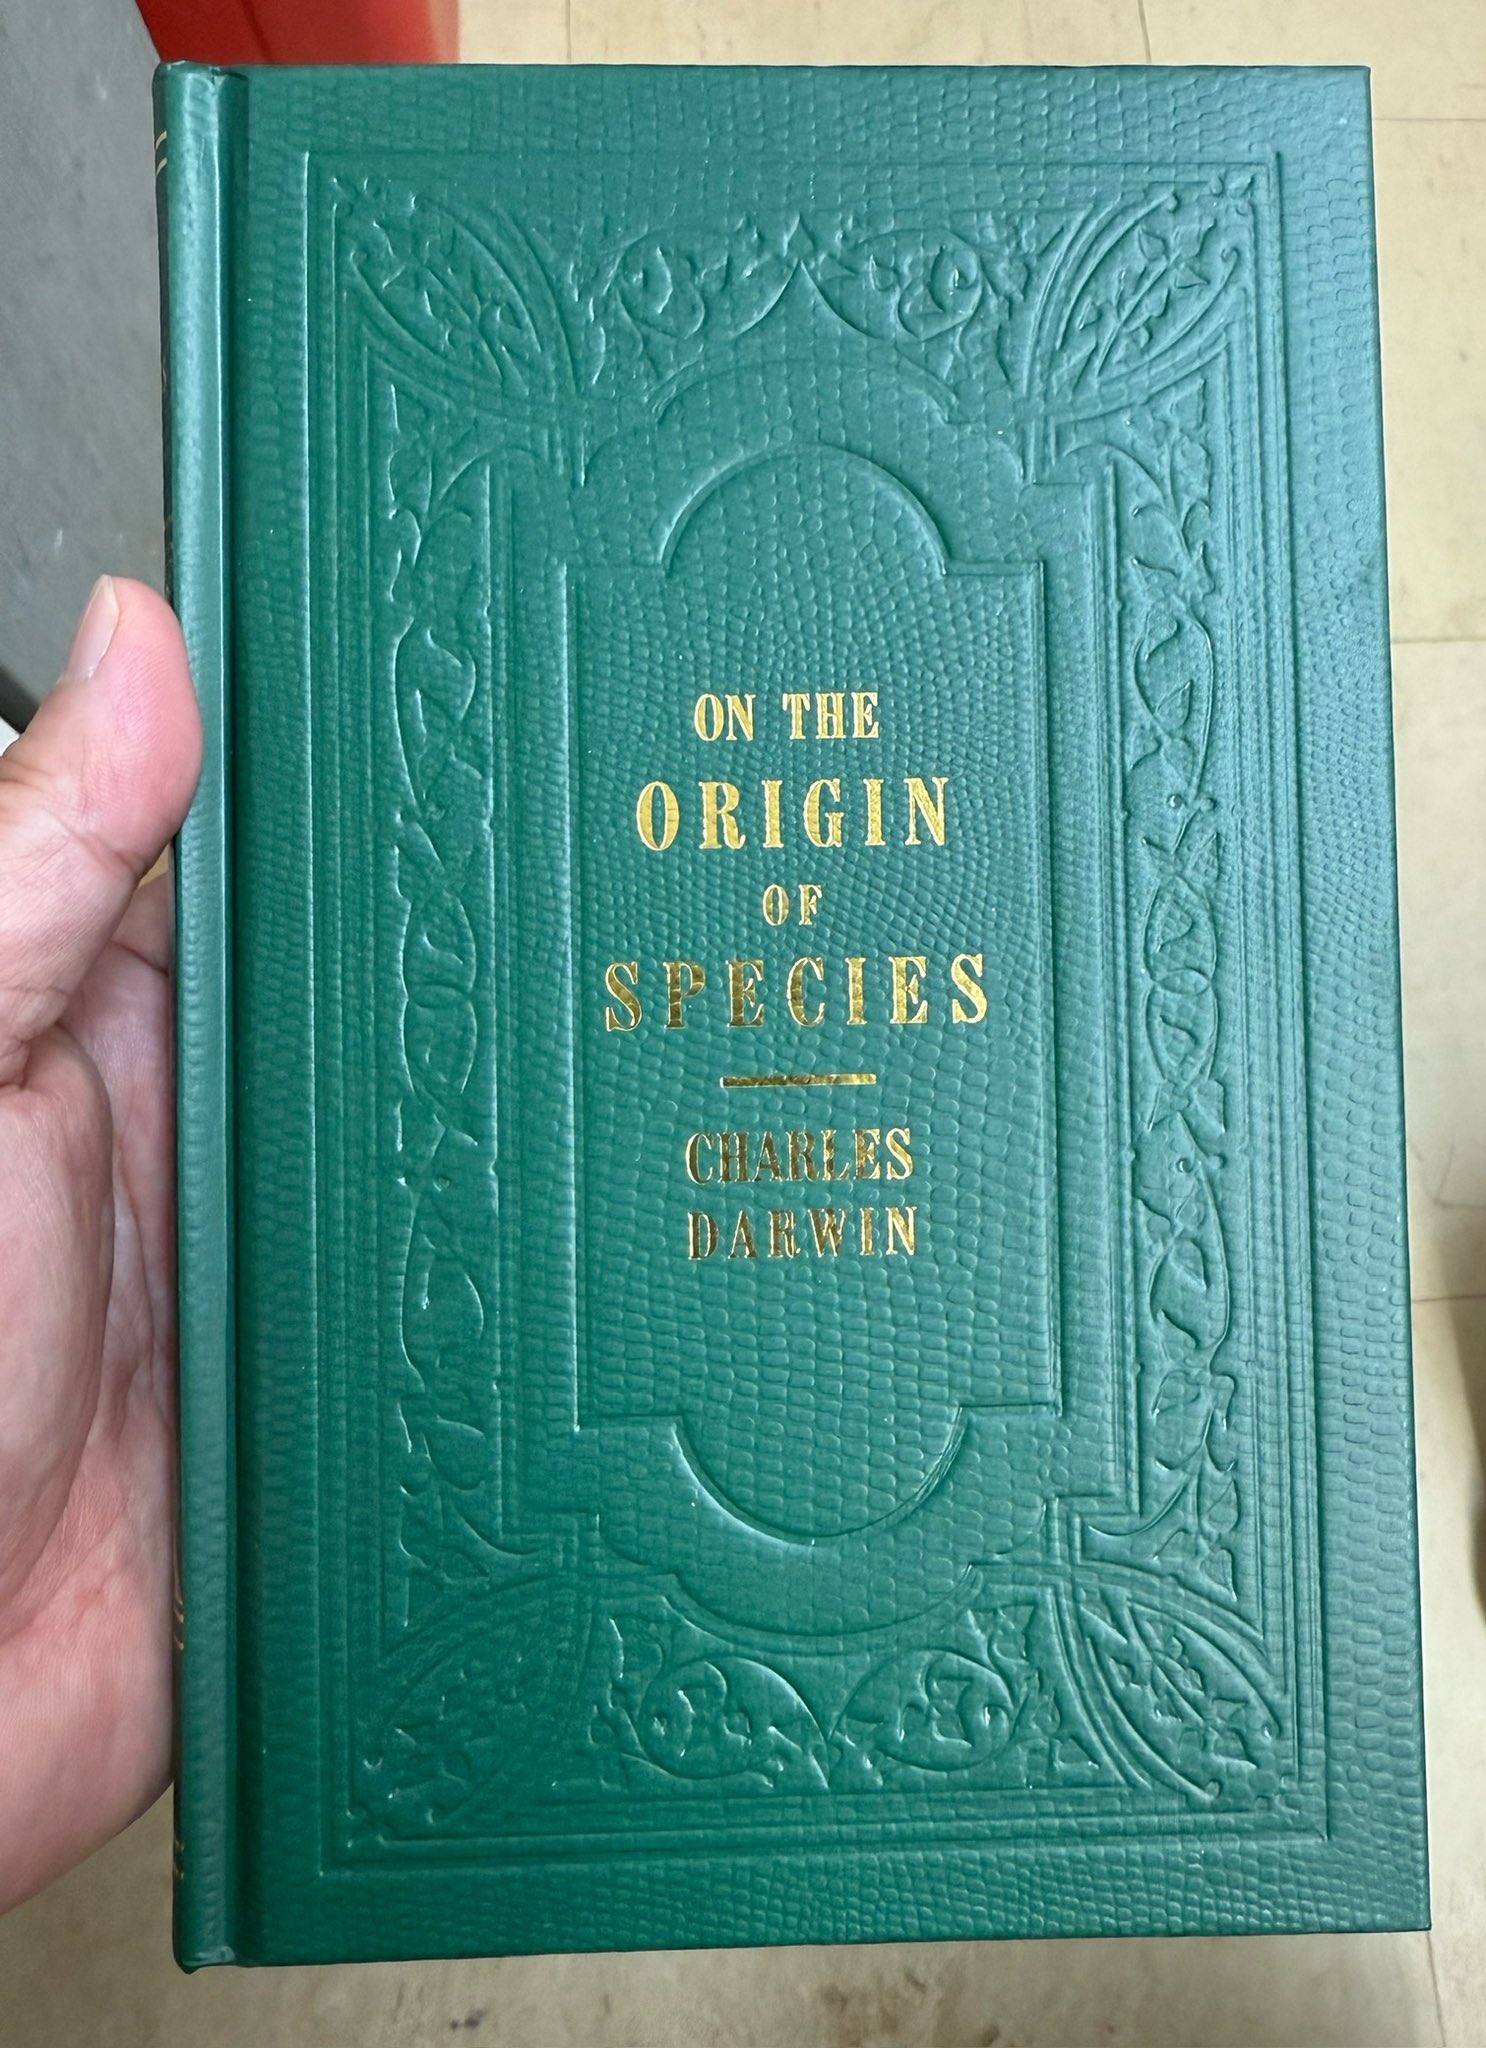 ON THE
ORIGIN
OF
SPECIES
CHARLES
DARWIN